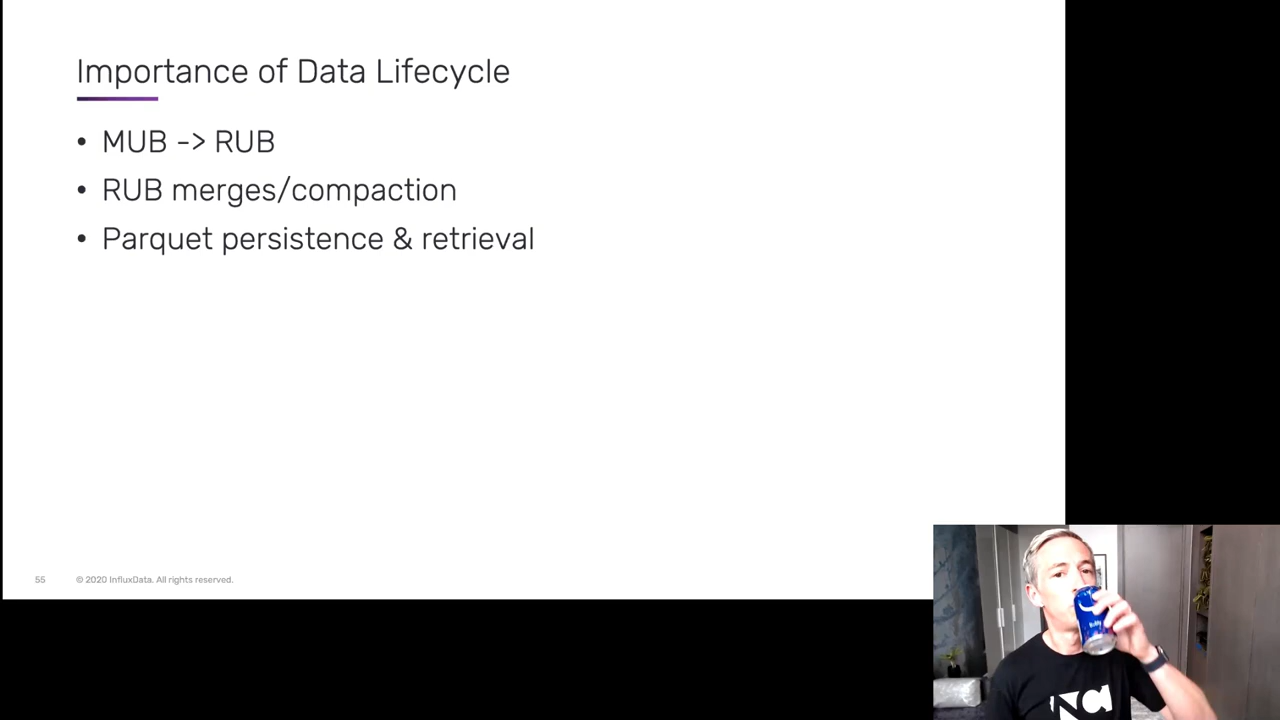 Importance of Data Lifecycle
• MUB -> RUB
• RUB merges/compaction
• Parquet persistence & retrieval
55
© 2020 InfluxData. All rights reserved.